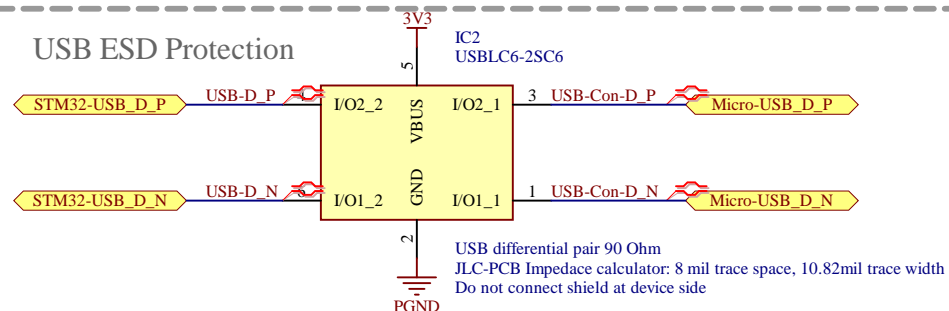 3V3
USB ESD Protection
IC2
USBLC6-2SC6
5
STM32-USB_D_P USB-D_P 4 I/O2_2 VBUS I/O2_1 3 USB-Con-D_P Micro-USB_D_P
STM32-USB_D_N USB-D_N 6 I/O1_2 GND I/O1_1 1 USB-Con-D_N Micro-USB_D_N
2
USB differential pair 90 Ohm
JLC-PCB Impedace calculator: 8 mil trace space, 10.82mil trace width
Do not connect shield at device side
PGND